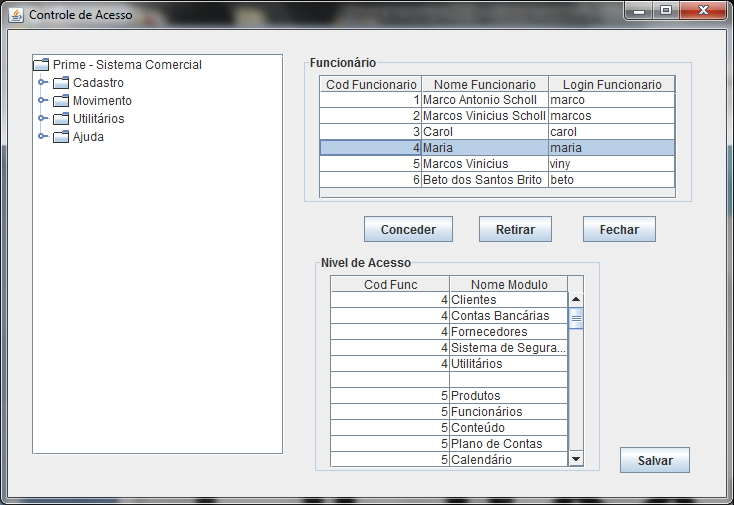 Controle de Acesso
Prime - Sistema Comercial
Cadastro
Movimento
Utilitários
Ajuda
Funcionário
Cod Funcionario Nome Funcionario Login Funcionario
1 Marco Antonio Scholl marco
2 Marcos Vinicius Scholl marcos
3 Carol carol
4 Maria maria
5 Marcos Vinicius viny
6 Beto dos Santos Brito beto
Conceder Retirar Fechar
Nivel de Acesso
Cod Func Nome Modulo
4 Clientes
4 Contas Bancárias
4 Fornecedores
4 Sistema de Segura...
4 Utilitários
5 Produtos
5 Funcionários
5 Conteúdo
5 Plano de Contas
5 Calendário
Salvar